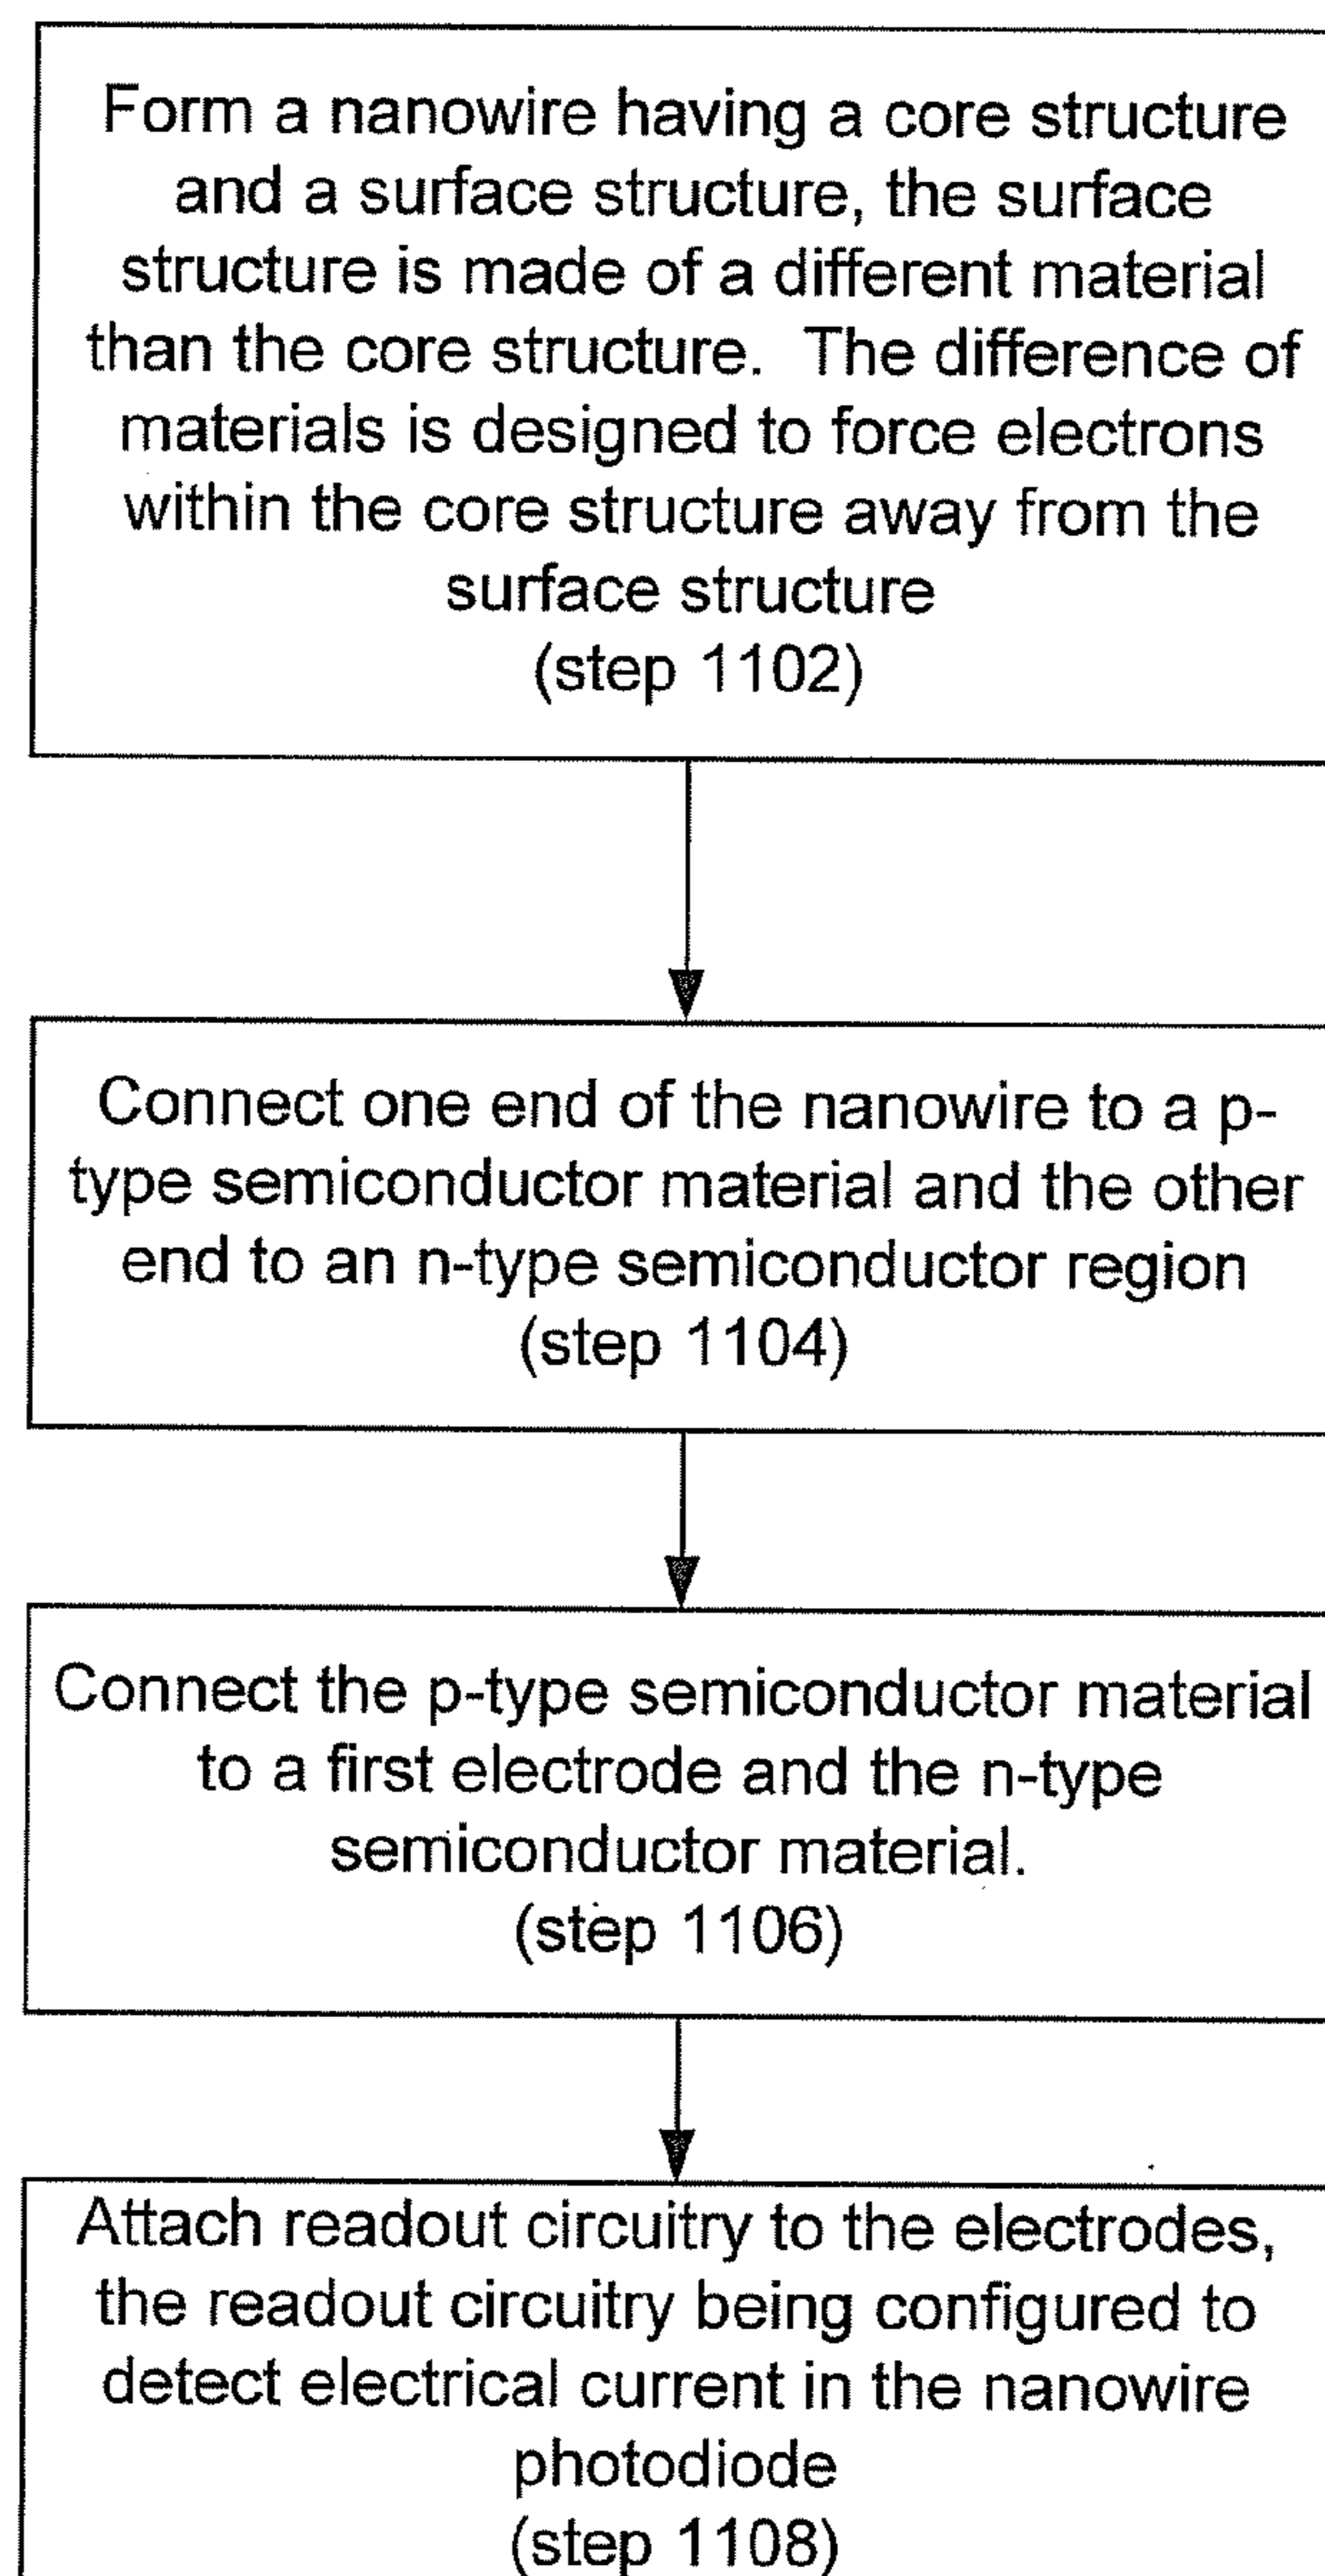 Form a nanowire having a core structure
and a surface structure, the surface
structure is made of a different material
than the core structure.  The difference of
materials is designed to force electrons
within the core structure away from the
surface structure
(step 1102)
Connect one end of the nanowire to a p-
type semiconductor material and the other
end to an n-type semiconductor region
(step 1104)
Connect the p-type semiconductor material
to a first electrode and the n-type
semiconductor material.
(step 1106)
Attach readout circuitry to the electrodes,
the readout circuitry being configured to
detect electrical current in the nanowire
photodiode
(step 1108)